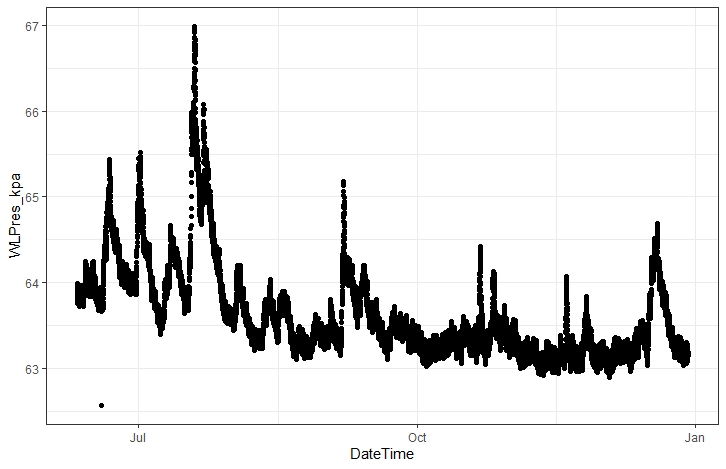 67
66
65
64
63
WLPres_kpa
Jul
Oct
Jan
DateTime